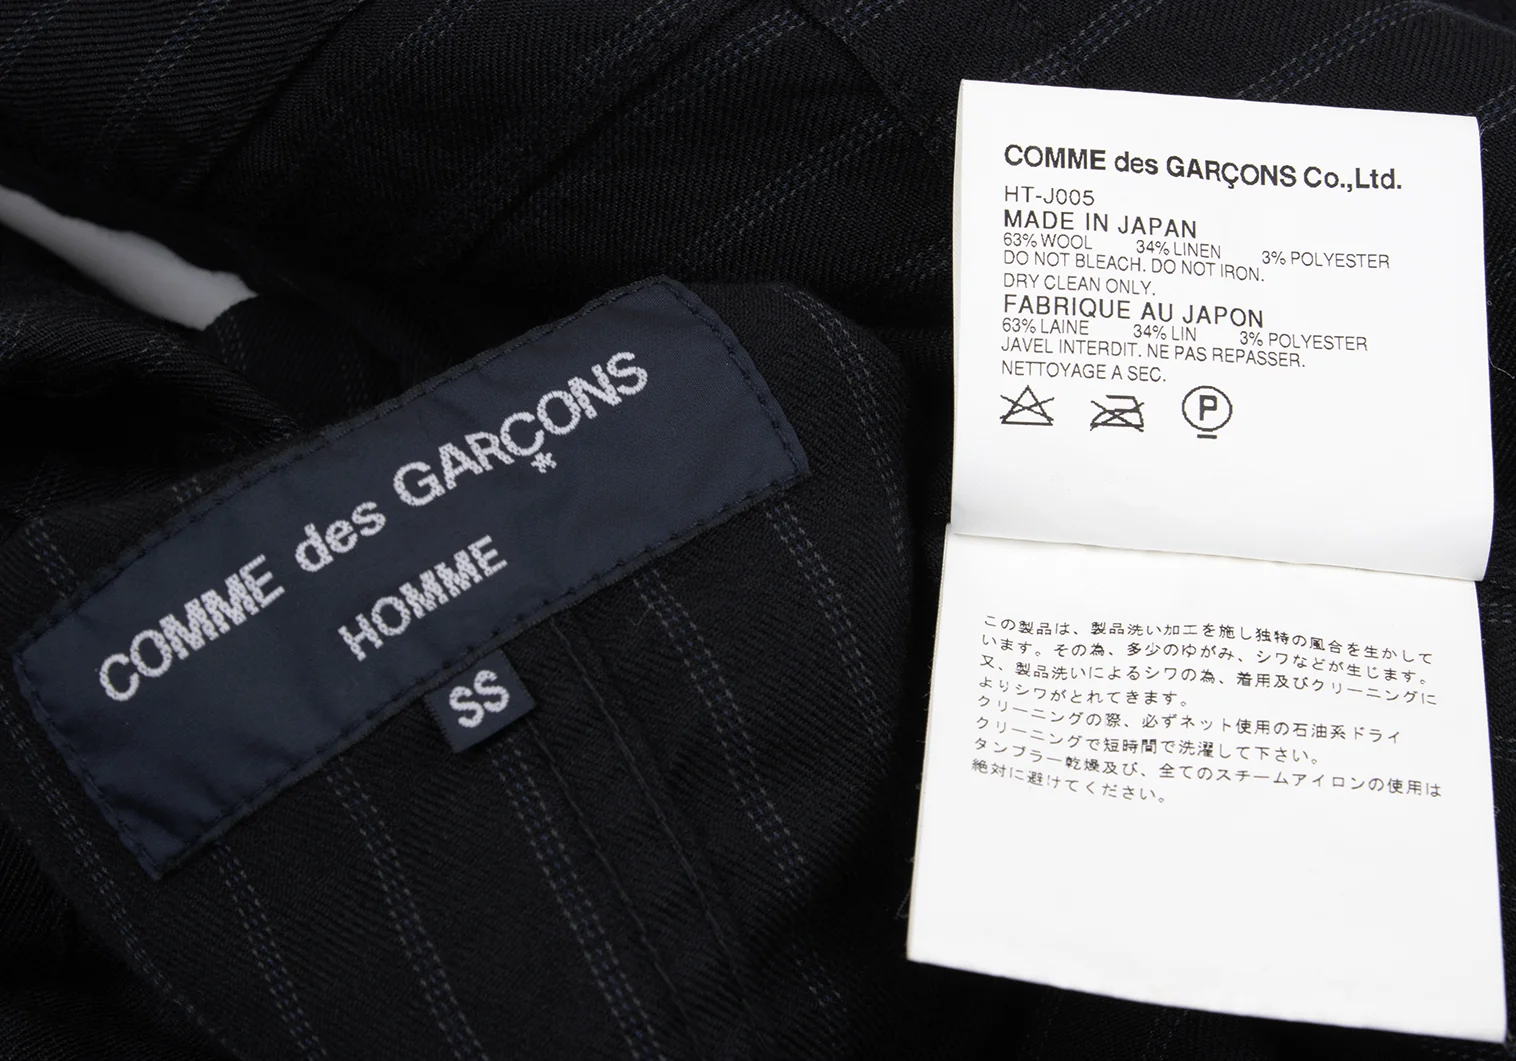 COMME des GARÇONS
HOMME
SS
COMME des GARÇONS Co.,Ltd.
HT-J005
MADE IN JAPAN
63% WOOL 34% LINEN 3% POLYESTER
DO NOT BLEACH. DO NOT IRON.
DRY CLEAN ONLY.
FABRIQUE AU JAPON
63% LAINE 34% LIN 3% POLYESTER
JAVEL INTERDIT. NE PAS REPASSER.
NETTOYAGE A SEC.
P
この製品は、製品洗い加工を施し独特の風合を生かして
います。その為、多少のゆがみ、シワなどが生じます。
又、製品洗いによるシワの為、着用及びクリーニングに
よりシワがとれてきます。
クリーニングの際、必ずネット使用の石油系ドライ
クリーニングで短時間で洗濯して下さい。
タンブラー乾燥及び、全てのスチームアイロンの使用は
絶対に避けてください。